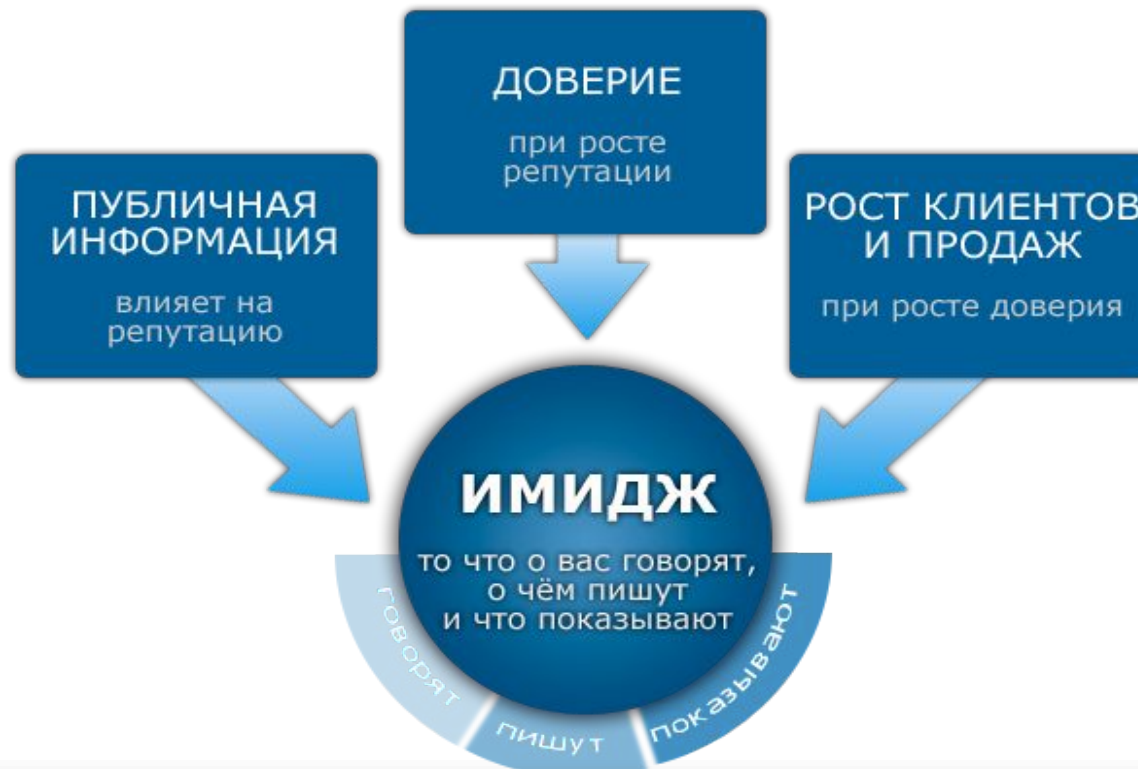 ДОВЕРИЕ
при росте
репутации
ПУБЛИЧНАЯ
ИНФОРМАЦИЯ
влияет на
репутацию
РОСТ КЛИЕНТОВ
И ПРОДАЖ
при росте доверия
ИМИДЖ
то что о вас говорят,
о чём пишут
и что показывают
говорят
пишут
показывают